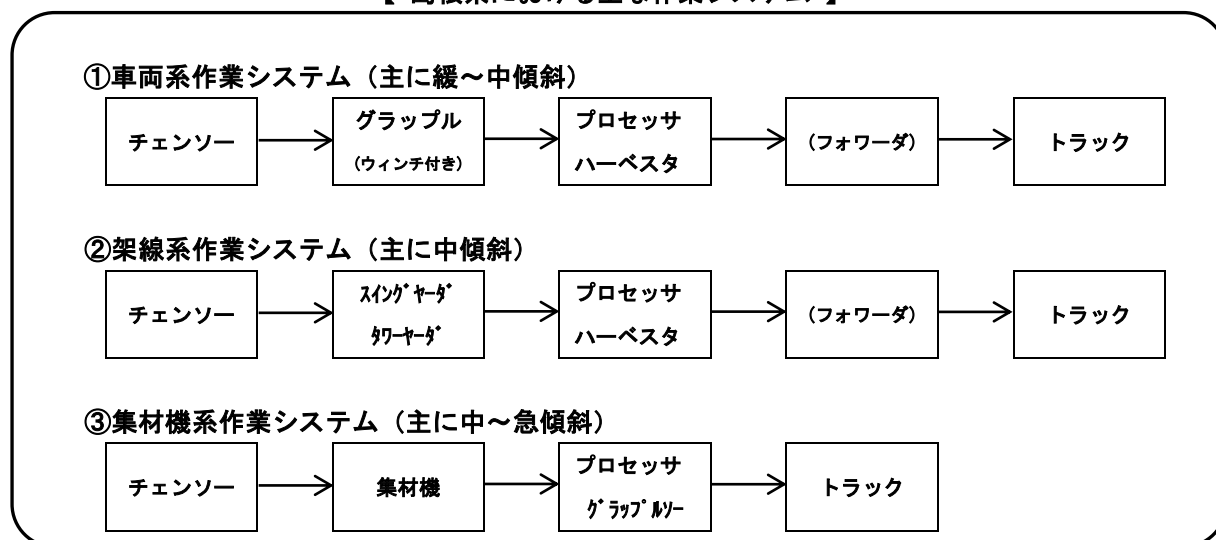 ①車両系作業システム（主に緩～中傾斜）
チェンソー
グラップル
（ウィンチ付き）
プロセッサ
ハーベスタ
（フォワーダ）
トラック
②架線系作業システム（主に中傾斜）
チェンソー
ｽｲﾝｸﾞﾔｰﾀﾞ
ﾀﾜｰﾔｰﾀﾞ
プロセッサ
ハーベスタ
（フォワーダ）
トラック
③集材機系作業システム（主に中～急傾斜）
チェンソー
集材機
プロセッサ
ｸﾞﾗｯﾌﾟﾙｿｰ
トラック